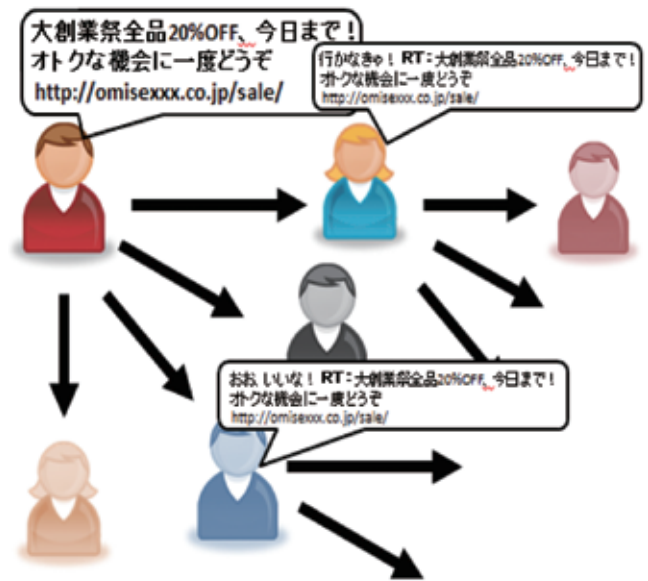 大創業祭全品20%OFF、今日まで！
オトクな機会に一度どうぞ
http://omisexxx.co.jp/sale/
行かなきゅ！ RT：大創業祭全品20%OFF、今日まで！
オトクな機会に一度どうぞ
http://omisexxx.co.jp/sale/
おお、いいな！ RT：大創業祭全品20%OFF、今日まで！
オトクな機会に一度どうぞ
http://omisexxx.co.jp/sale/